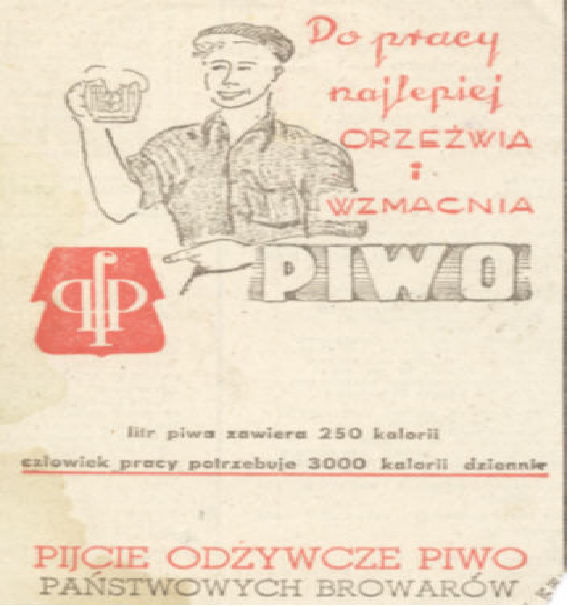 Do pracy
najlepiej
ORZEŹWIA
i
WZMACNIA
PIWO
litr piwa zawiera 250 kalorii
człowiek pracy potrzebuje 3000 kalorii dziennie
PIJCIE ODŻYWCZE PIWO
PAŃSTWOWYCH BROWARÓW